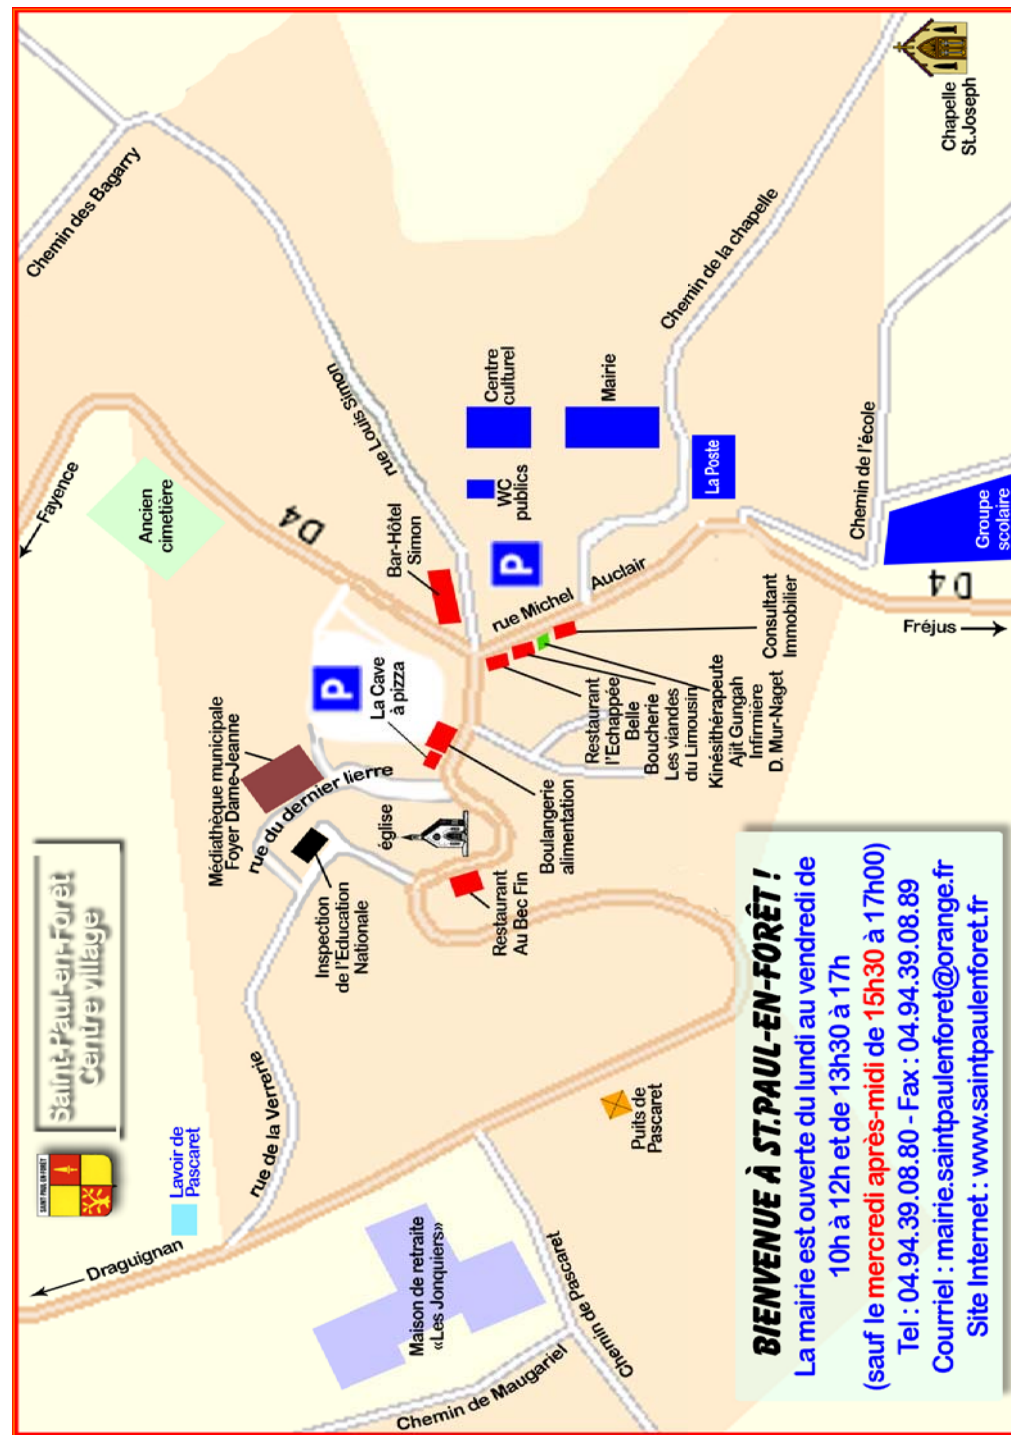 SAINT-PAUL-EN-FORÊT
Saint-Paul-en-Forêt
Centre village
Draguignan
Lavoir de
Pascaret
rue de la Verrerie
Maison de retraite
«Les Jonquiers»
Chemin de Maugariel
Chemin de Pascaret
Puits de
Pascaret
Inspection
de l'Education
Nationale
Médiathèque municipale
Foyer Dame-Jeanne
rue du dernier lierre
église
Restaurant
Au Bec Fin
Boulangerie
alimentation
La Cave
à pizza
P
Ancien
cimetière
Fayence
D4
Chemin des Bagarry
rue Louis Simon
Bar-Hôtel
Simon
WC
publics
Centre
culturel
Mairie
P
rue Michel Auclair
Restaurant
l'Echappée
Belle
Boucherie
Les viandes
du Limousin
Kinésithérapeute
Ajit Gungah
Infirmière
D. Mur-Naget
Consultant
Immobilier
La Poste
Chemin de la chapelle
Chapelle
St.Joseph
Chemin de l'école
Groupe
scolaire
D4
Fréjus
BIENVENUE À ST.PAUL-EN-FORÊT !
La mairie est ouverte du lundi au vendredi de
10h à 12h et de 13h30 à 17h
(sauf le mercredi après-midi de 15h30 à 17h00)
Tel : 04.94.39.08.80 - Fax : 04.94.39.08.89
Courriel : mairie.saintpaulenforet@orange.fr
Site Internet : www.saintpaulenforet.fr